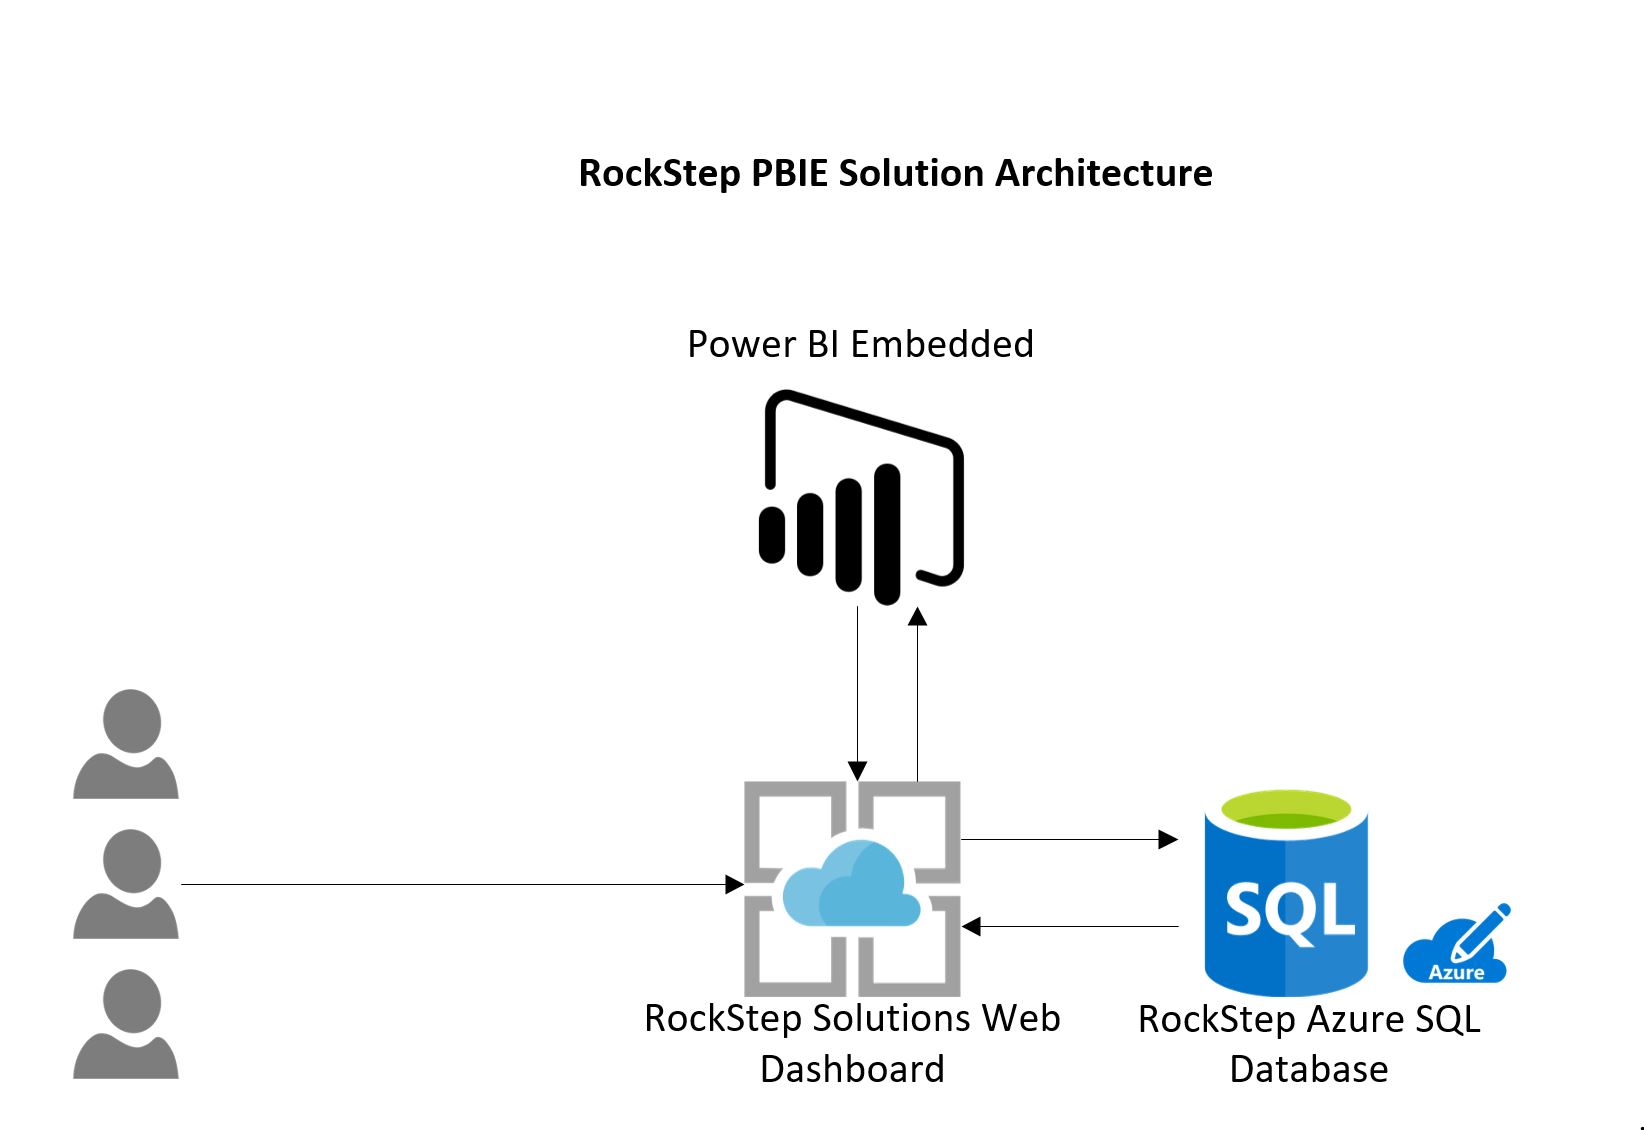 RockStep PBIE Solution Architecture
Power BI Embedded
SQL
Azure
RockStep Solutions Web
Dashboard
RockStep Azure SQL
Database